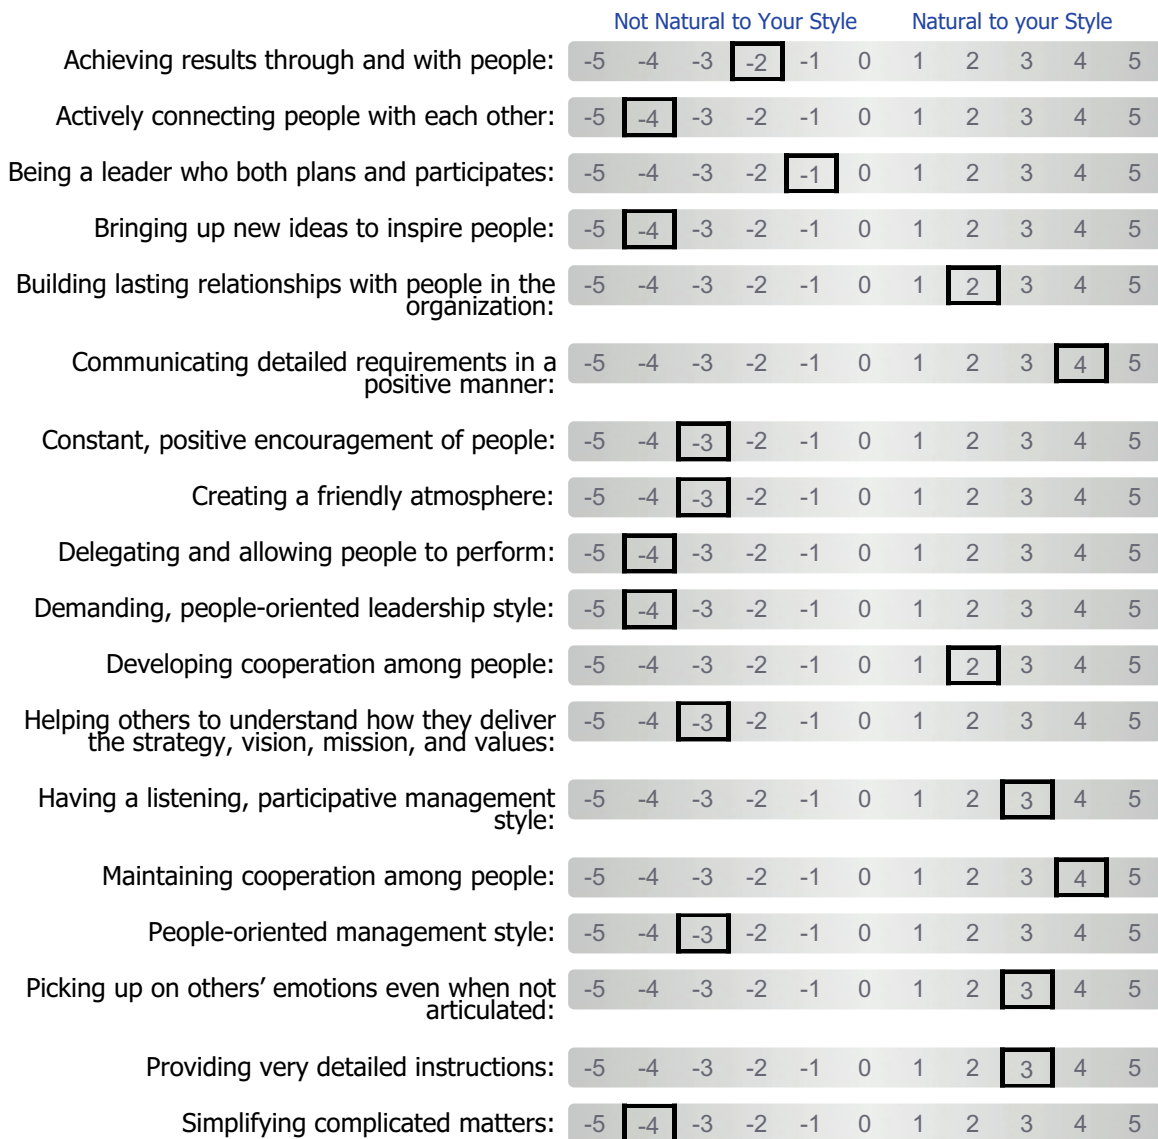 Not Natural to Your Style Natural to your Style
Achieving results through and with people: -5 -4 -3 -2 -1 0 1 2 3 4 5
Actively connecting people with each other: -5 -4 -3 -2 -1 0 1 2 3 4 5
Being a leader who both plans and participates: -5 -4 -3 -2 -1 0 1 2 3 4 5
Bringing up new ideas to inspire people: -5 -4 -3 -2 -1 0 1 2 3 4 5
Building lasting relationships with people in the
organization: -5 -4 -3 -2 -1 0 1 2 3 4 5
Communicating detailed requirements in a
positive manner: -5 -4 -3 -2 -1 0 1 2 3 4 5
Constant, positive encouragement of people: -5 -4 -3 -2 -1 0 1 2 3 4 5
Creating a friendly atmosphere: -5 -4 -3 -2 -1 0 1 2 3 4 5
Delegating and allowing people to perform: -5 -4 -3 -2 -1 0 1 2 3 4 5
Demanding, people-oriented leadership style: -5 -4 -3 -2 -1 0 1 2 3 4 5
Developing cooperation among people: -5 -4 -3 -2 -1 0 1 2 3 4 5
Helping others to understand how they deliver
the strategy, vision, mission, and values: -5 -4 -3 -2 -1 0 1 2 3 4 5
Having a listening, participative management
style: -5 -4 -3 -2 -1 0 1 2 3 4 5
Maintaining cooperation among people: -5 -4 -3 -2 -1 0 1 2 3 4 5
People-oriented management style: -5 -4 -3 -2 -1 0 1 2 3 4 5
Picking up on others’ emotions even when not
articulated: -5 -4 -3 -2 -1 0 1 2 3 4 5
Providing very detailed instructions: -5 -4 -3 -2 -1 0 1 2 3 4 5
Simplifying complicated matters: -5 -4 -3 -2 -1 0 1 2 3 4 5